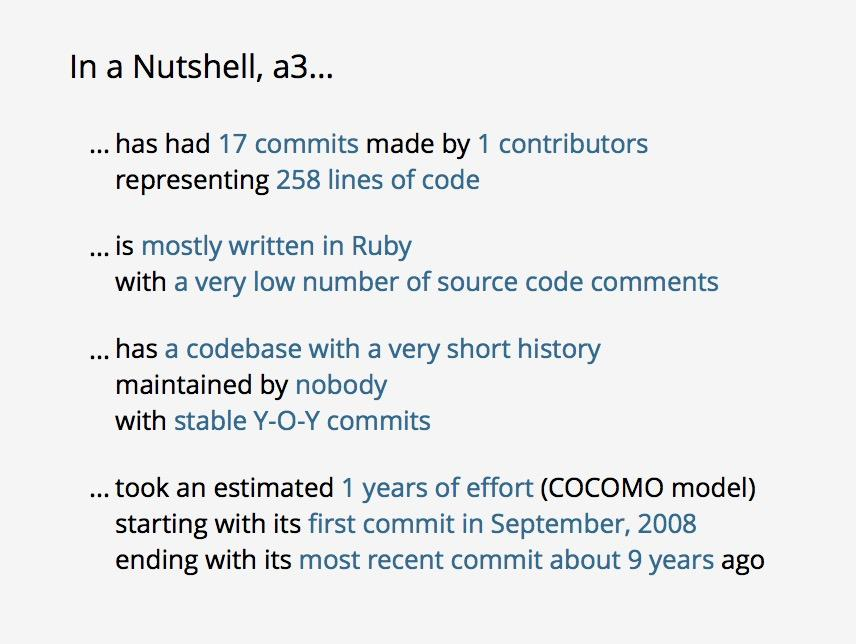 In a Nutshell, a3...
... has had 17 commits made by 1 contributors
representing 258 lines of code
... is mostly written in Ruby
with a very low number of source code comments
... has a codebase with a very short history
maintained by nobody
with stable Y-O-Y commits
... took an estimated 1 years of effort (COCOMO model)
starting with its first commit in September, 2008
ending with its most recent commit about 9 years ago